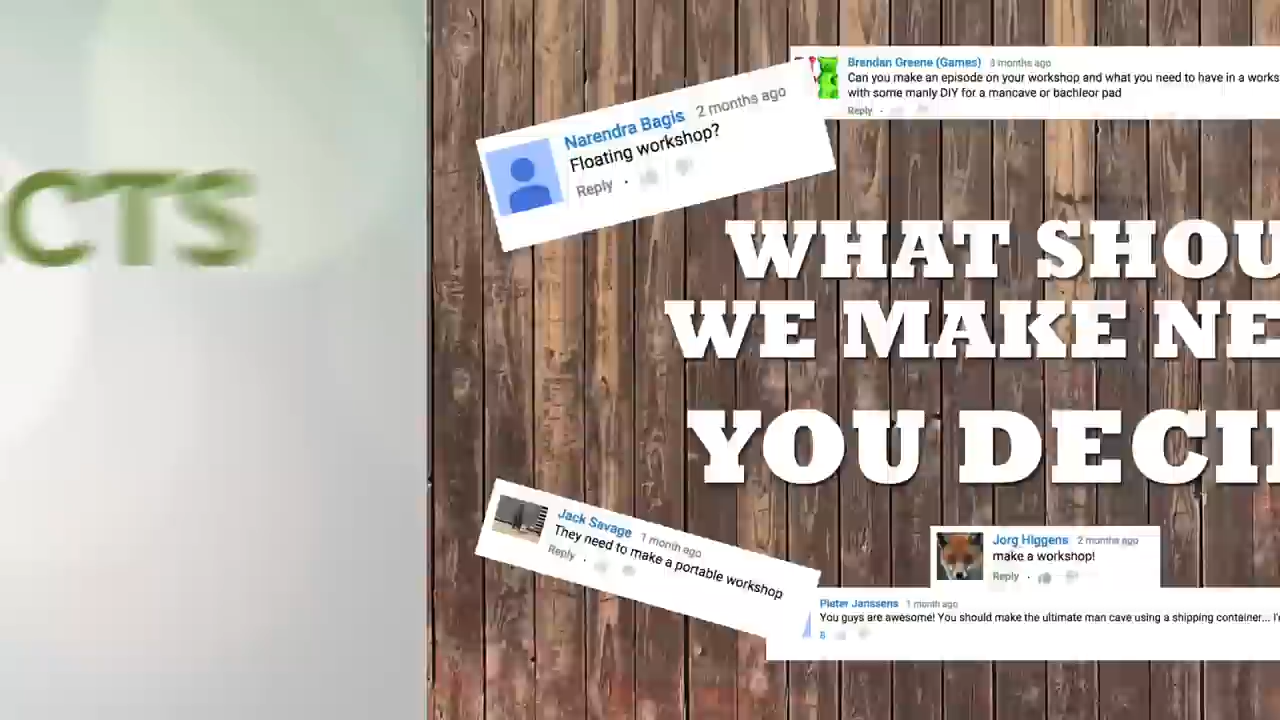 CTS
Brendan Greene (Games) 3 months ago
Can you make an episode on your workshop and what you need to have in a works
with some manly DIY for a mancave or bachleor pad
Reply
Narendra Bagis 2 months ago
Floating workshop?
Reply
WHAT SHOU
WE MAKE NE
YOU DECI
Jack Savage 1 month ago
They need to make a portable workshop
Reply
Jorg Higgens 2 months ago
make a workshop!
Reply
Pieter Janssens 1 month ago
You guys are awesome! You should make the ultimate man cave using a shipping container...